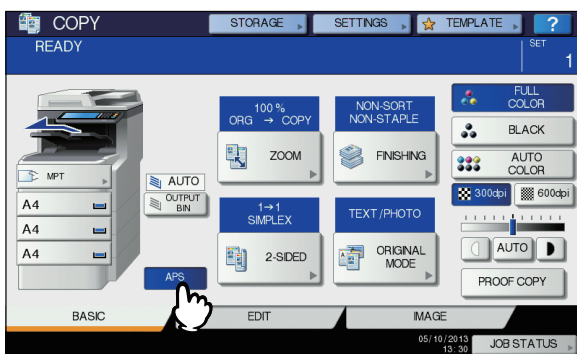 COPY
STORAGE
SETTINGS
TEMPLATE
?
READY
SET
1
100 %
ORG → COPY
NON-SORT
NON-STAPLE
FULL
COLOR
ZOOM
FINISHING
BLACK
MPT
AUTO
AUTO
COLOR
OUTPUT
BIN
300dpi
600dpi
A4
A4
A4
1→1
SIMPLEX
TEXT/PHOTO
2-SIDED
ORIGINAL
MODE
AUTO
APS
PROOF COPY
BASIC
EDIT
IMAGE
05/10/2013
13:30
JOB STATUS